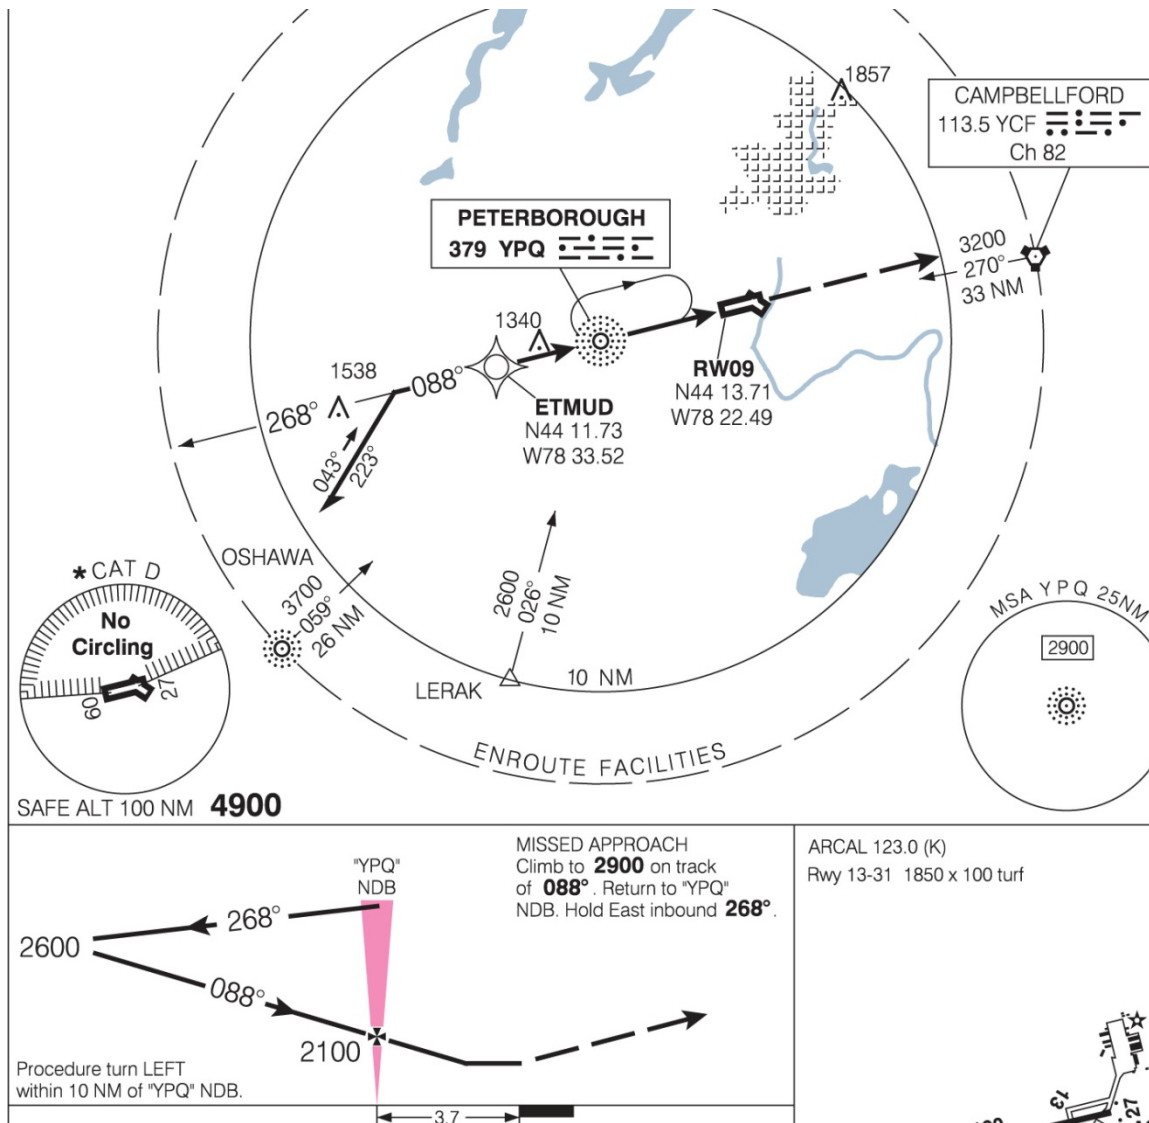 1857
CAMPBELLFORD
113.5 YCF
Ch 82
PETERBOROUGH
379 YPQ
3200
270°
33 NM
1340
RW09
N44 13.71
W78 22.49
1538
088°
268°
ETMUD
N44 11.73
W78 33.52
043°
223°
OSHAWA
3700
059°
26 NM
2600
026°
10 NM
LERAK
10 NM
ENROUTE FACILITIES
*CAT D
No
Circling
09
27
MSA YPQ 25NM
2900
SAFE ALT 100 NM 4900
"YPQ"
NDB
268°
2600
088°
2100
Procedure turn LEFT
within 10 NM of "YPQ" NDB.
3.7
MISSED APPROACH
Climb to 2900 on track
of 088°. Return to "YPQ"
NDB. Hold East inbound 268°.
ARCAL 123.0 (K)
Rwy 13-31 1850 x 100 turf
13
27